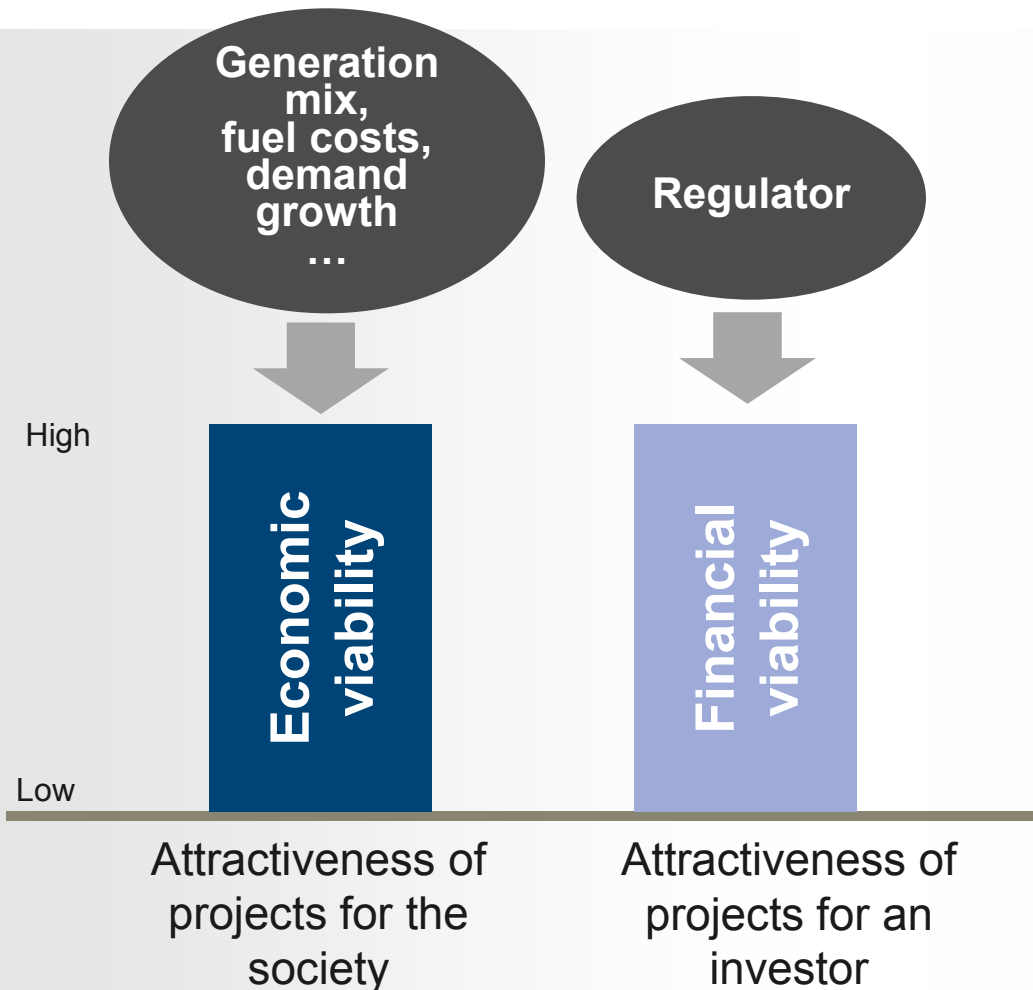 Generation
mix,
fuel costs,
demand
growth
…
Regulator
High
Economic
viability
Financial
viability
Low
Attractiveness of
projects for the
society
Attractiveness of
projects for an
investor